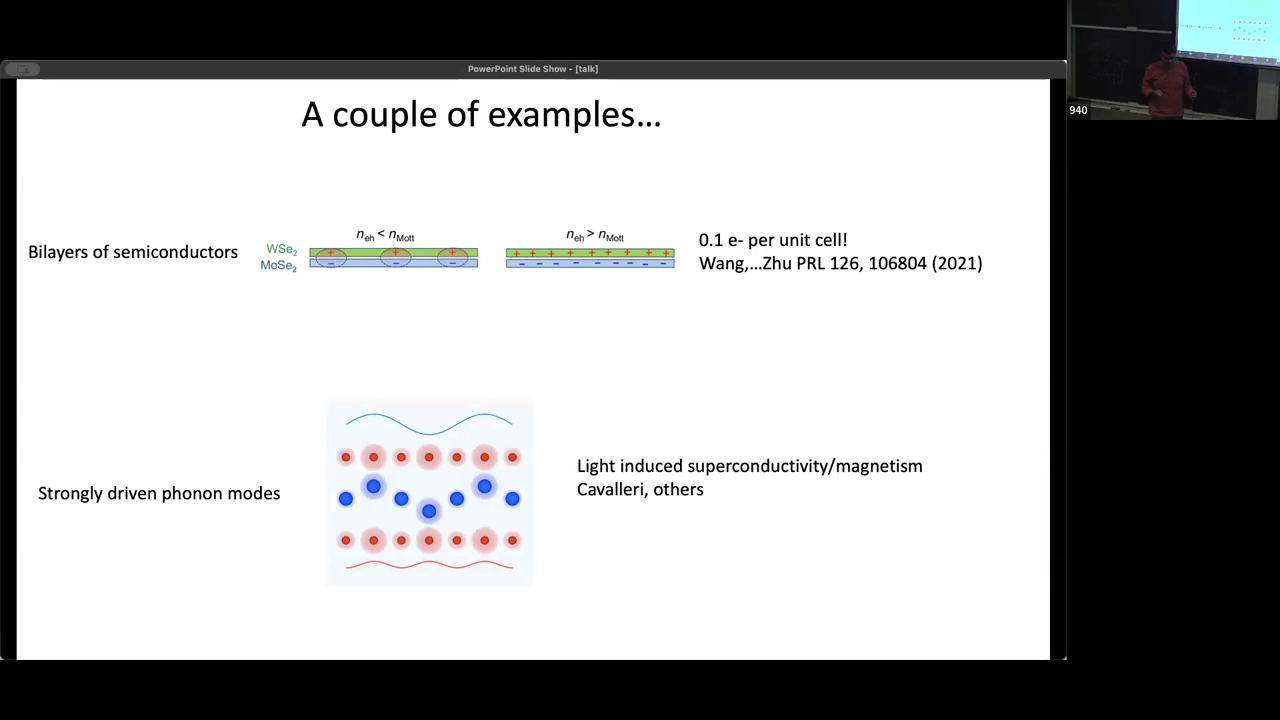 PowerPoint Slide Show - [talk]
A couple of examples...
Bilayers of semiconductors
WSe₂
MoSe₂
n_eh < n_Mott
n_eh > n_Mott
0.1 e- per unit cell!
Wang,...Zhu PRL 126, 106804 (2021)
Strongly driven phonon modes
Light induced superconductivity/magnetism
Cavalleri, others
940